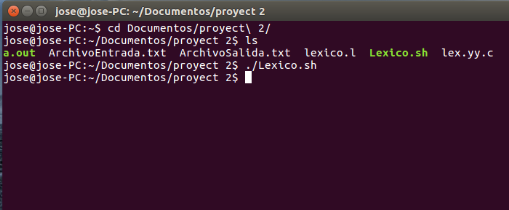 jose@jose-PC: ~/Documentos/proyect 2
jose@jose-PC:~$ cd Documentos/proyect\ 2/
jose@jose-PC:~/Documentos/proyect 2$ ls
a.out  ArchivoEntrada.txt  ArchivoSalida.txt  lexico.l  Lexico.sh  lex.yy.c
jose@jose-PC:~/Documentos/proyect 2$ ./Lexico.sh
jose@jose-PC:~/Documentos/proyect 2$